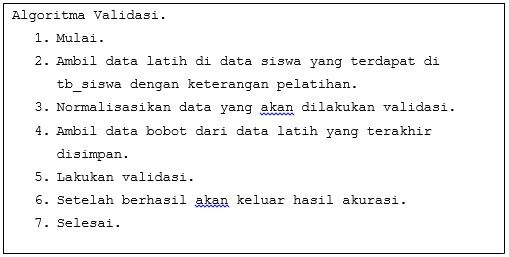 Algoritma Validasi.
1. Mulai.
2. Ambil data latih di data siswa yang terdapat di
tb_siswa dengan keterangan pelatihan.
3. Normalisasikan data yang akan dilakukan validasi.
4. Ambil data bobot dari data latih yang terakhir
disimpan.
5. Lakukan validasi.
6. Setelah berhasil akan keluar hasil akurasi.
7. Selesai.